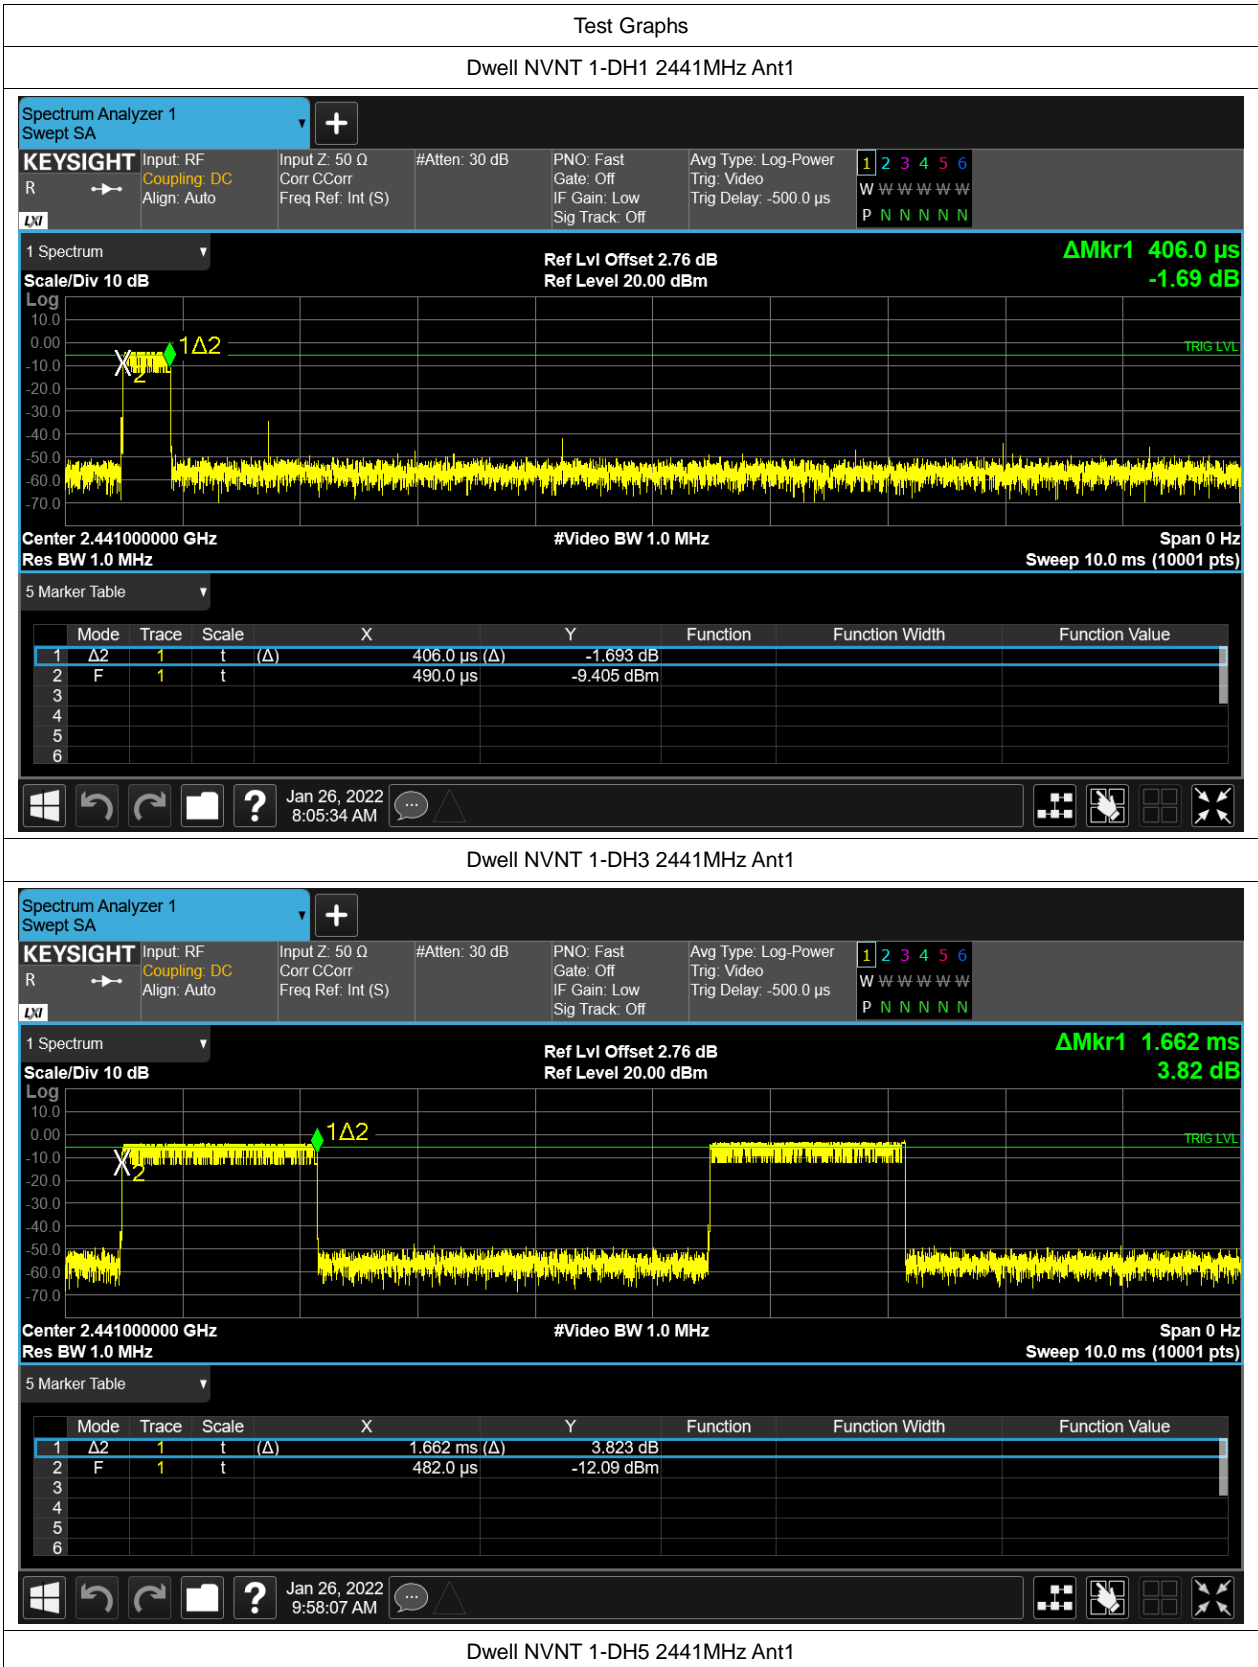 Test Graphs
Dwell NVNT 1-DH1 2441MHz Ant1
Spectrum Analyzer 1
Swept SA
KEYSIGHT
R
LXI
Input: RF
Coupling: DC
Align: Auto
Input Z: 50 Ω
Corr CCorr
Freq Ref: Int (S)
#Atten: 30 dB
PNO: Fast
Gate: Off
IF Gain: Low
Sig Track: Off
Avg Type: Log-Power
Trig: Video
Trig Delay: -500.0 µs
1 2 3 4 5 6
W W W W W W
P N N N N N
1 Spectrum
Scale/Div 10 dB
Ref Lvl Offset 2.76 dB
Ref Level 20.00 dBm
ΔMkr1 406.0 µs
-1.69 dB
Log
10.0
0.00
-10.0
-20.0
-30.0
-40.0
-50.0
-60.0
-70.0
1Δ2
2
TRIG LVL
Center 2.441000000 GHz
#Video BW 1.0 MHz
Span 0 Hz
Res BW 1.0 MHz
Sweep 10.0 ms (10001 pts)
5 Marker Table
Mode Trace Scale X Y Function Function Width Function Value
1 Δ2 1 t (Δ) 406.0 µs (Δ) -1.693 dB
2 F 1 t 490.0 µs -9.405 dBm
3
4
5
6
?
Jan 26, 2022
8:05:34 AM
Dwell NVNT 1-DH3 2441MHz Ant1
Spectrum Analyzer 1
Swept SA
KEYSIGHT
R
LXI
Input: RF
Coupling: DC
Align: Auto
Input Z: 50 Ω
Corr CCorr
Freq Ref: Int (S)
#Atten: 30 dB
PNO: Fast
Gate: Off
IF Gain: Low
Sig Track: Off
Avg Type: Log-Power
Trig: Video
Trig Delay: -500.0 µs
1 2 3 4 5 6
W W W W W W
P N N N N N
1 Spectrum
Scale/Div 10 dB
Ref Lvl Offset 2.76 dB
Ref Level 20.00 dBm
ΔMkr1 1.662 ms
3.82 dB
Log
10.0
0.00
-10.0
-20.0
-30.0
-40.0
-50.0
-60.0
-70.0
1Δ2
2
TRIG LVL
Center 2.441000000 GHz
#Video BW 1.0 MHz
Span 0 Hz
Res BW 1.0 MHz
Sweep 10.0 ms (10001 pts)
5 Marker Table
Mode Trace Scale X Y Function Function Width Function Value
1 Δ2 1 t (Δ) 1.662 ms (Δ) 3.823 dB
2 F 1 t 482.0 µs -12.09 dBm
3
4
5
6
?
Jan 26, 2022
9:58:07 AM
Dwell NVNT 1-DH5 2441MHz Ant1